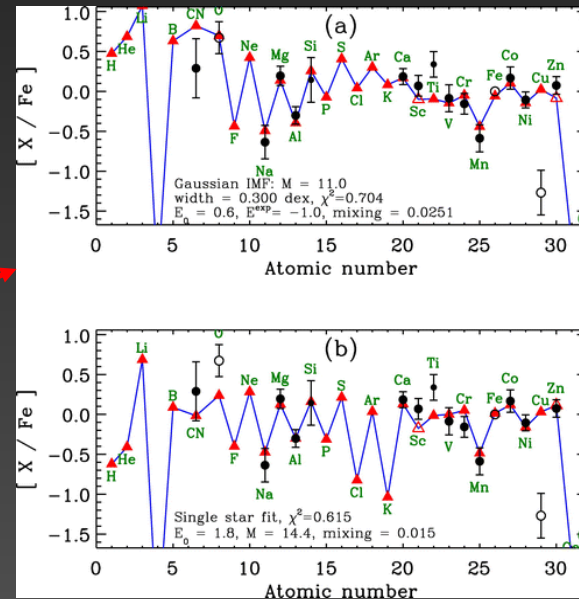 (a)
[ X / Fe ]
1.0
0.5
0.0
-0.5
-1.0
-1.5
H
He
Li
B
CN
O
F
Ne
Na
Mg
Al
Si
P
S
Cl
Ar
K
Ca
Sc
Ti
V
Cr
Mn
Fe
Co
Ni
Cu
Zn
Gaussian IMF: M = 11.0
width = 0.300 dex, χ²=0.704
E₀ = 0.6, Eᵉˣᵖ= −1.0, mixing = 0.0251
0 5 10 15 20 25 30
Atomic number
(b)
[ X / Fe ]
1.0
0.5
0.0
-0.5
-1.0
-1.5
H
He
Li
B
CN
O
F
Ne
Na
Mg
Al
Si
P
S
Cl
Ar
K
Ca
Sc
Ti
V
Cr
Mn
Fe
Co
Ni
Cu
Zn
Single star fit, χ²=0.615
E₀ = 1.8, M = 14.4, mixing = 0.015
0 5 10 15 20 25 30
Atomic number